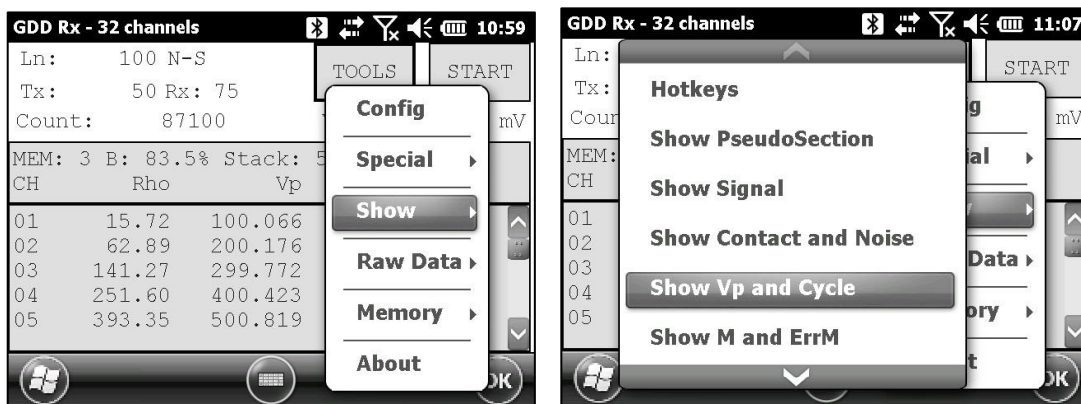 GDD Rx - 32 channels 10:59
Ln: 100 N-S
TOOLS START
Tx: 50 Rx: 75
Count: 87100 mV
MEM: 3 B: 83.5% Stack: 5
CH Rho Vp
01 15.72 100.066
02 62.89 200.176
03 141.27 299.772
04 251.60 400.423
05 393.35 500.819
Config
Special
Show
Raw Data
Memory
About
OK
GDD Rx - 32 channels 11:07
Ln:
START
Tx:
Coun
mV
MEM:
CH
01
02
03
04
05
Hotkeys
Show PseudoSection
Show Signal
Show Contact and Noise
Show Vp and Cycle
Show M and ErrM
ig
ial
Data
ory
t
OK